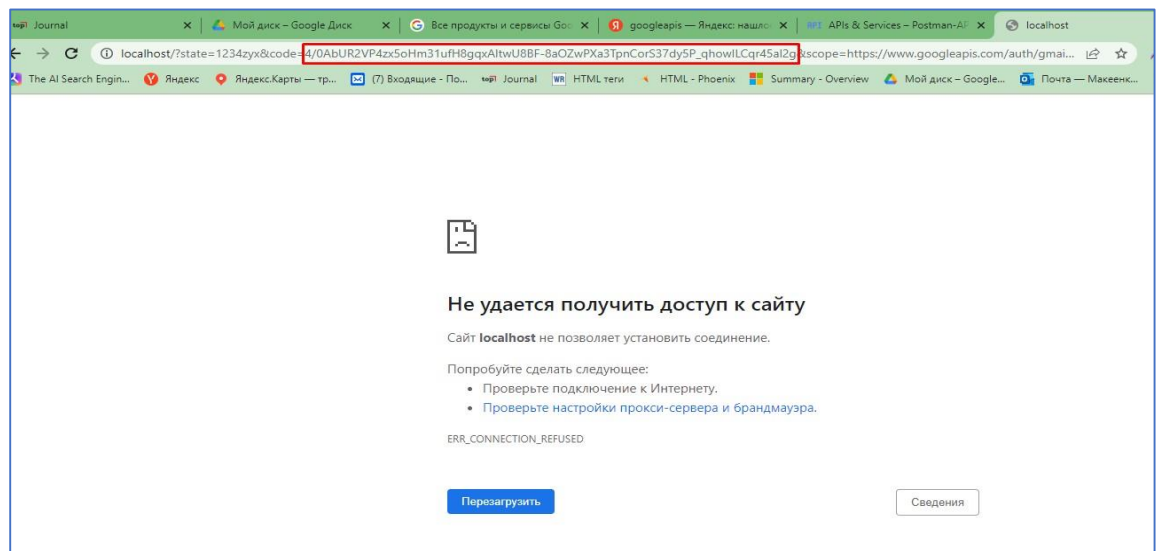 Journal
Мой диск – Google Диск
Все продукты и сервисы Goo
googleapis — Яндекс: нашло
API APIs & Services – Postman-AP
localhost
localhost/?state=1234zyx&code=4/0AbUR2VP4zx5oHm31ufH8gqxAltwU8BF-8aOZwPXa3TpnCorS37dy5P_qhowILCqr45al2g&scope=https://www.googleapis.com/auth/gmai...
The AI Search Engin...
Яндекс
Яндекс.Карты — тр...
(7) Входящие - По...
Journal
WR HTML теги
HTML - Phoenix
Summary - Overview
Мой диск – Google...
Почта — Макеенк...
Не удается получить доступ к сайту
Сайт localhost не позволяет установить соединение.
Попробуйте сделать следующее:
• Проверьте подключение к Интернету.
• Проверьте настройки прокси-сервера и брандмауэра.
ERR_CONNECTION_REFUSED
Перезагрузить
Сведения